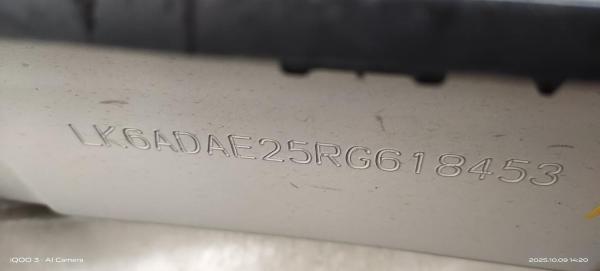 LK6ADAE25RG618453
iQOO 3 · AI Camera
2025.10.09 14:20